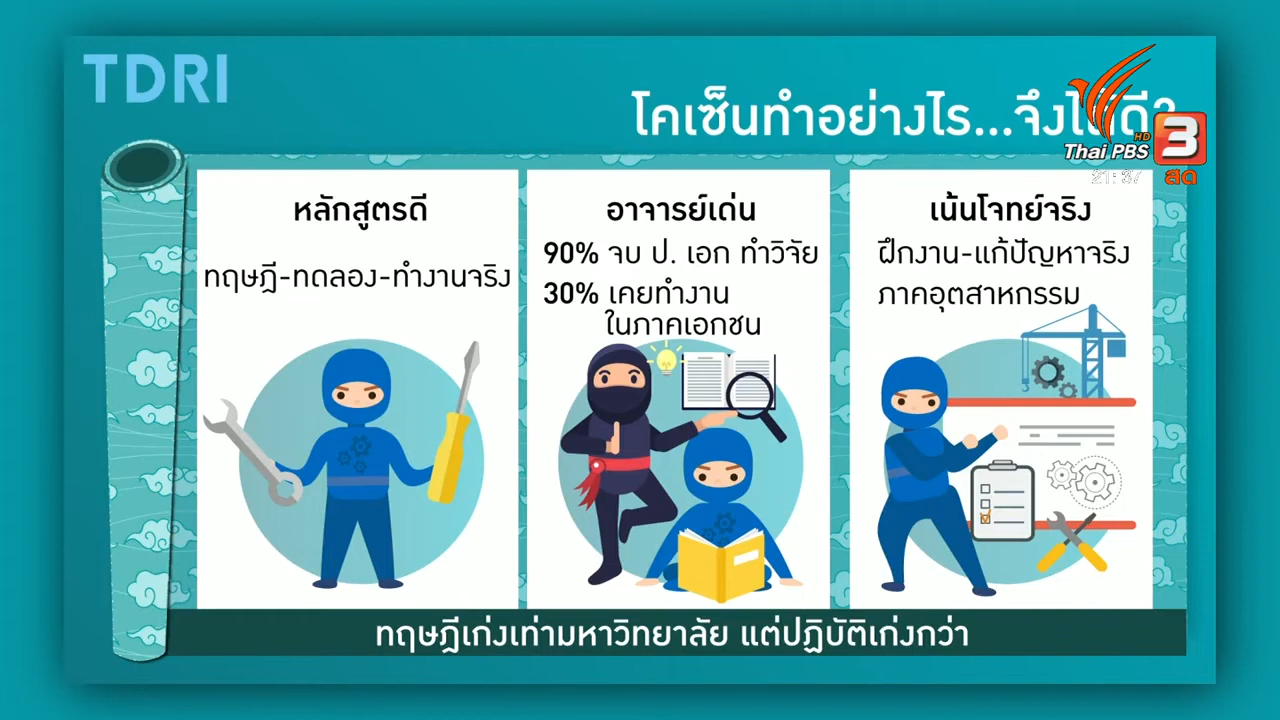 TDRI
โคเซ็นทำอย่างไร...จึงได้ดี?
HD
Thai PBS
3
21:37
สด
หลักสูตรดี
ทฤษฎี-ทดลอง-ทำงานจริง
อาจารย์เด่น
90% จบ ป. เอก ทำวิจัย
30% เคยทำงาน
ในภาคเอกชน
เน้นโจทย์จริง
ฝึกงาน-แก้ปัญหาจริง
ภาคอุตสาหกรรม
ทฤษฎีเก่งเท่ามหาวิทยาลัย แต่ปฏิบัติเก่งกว่า